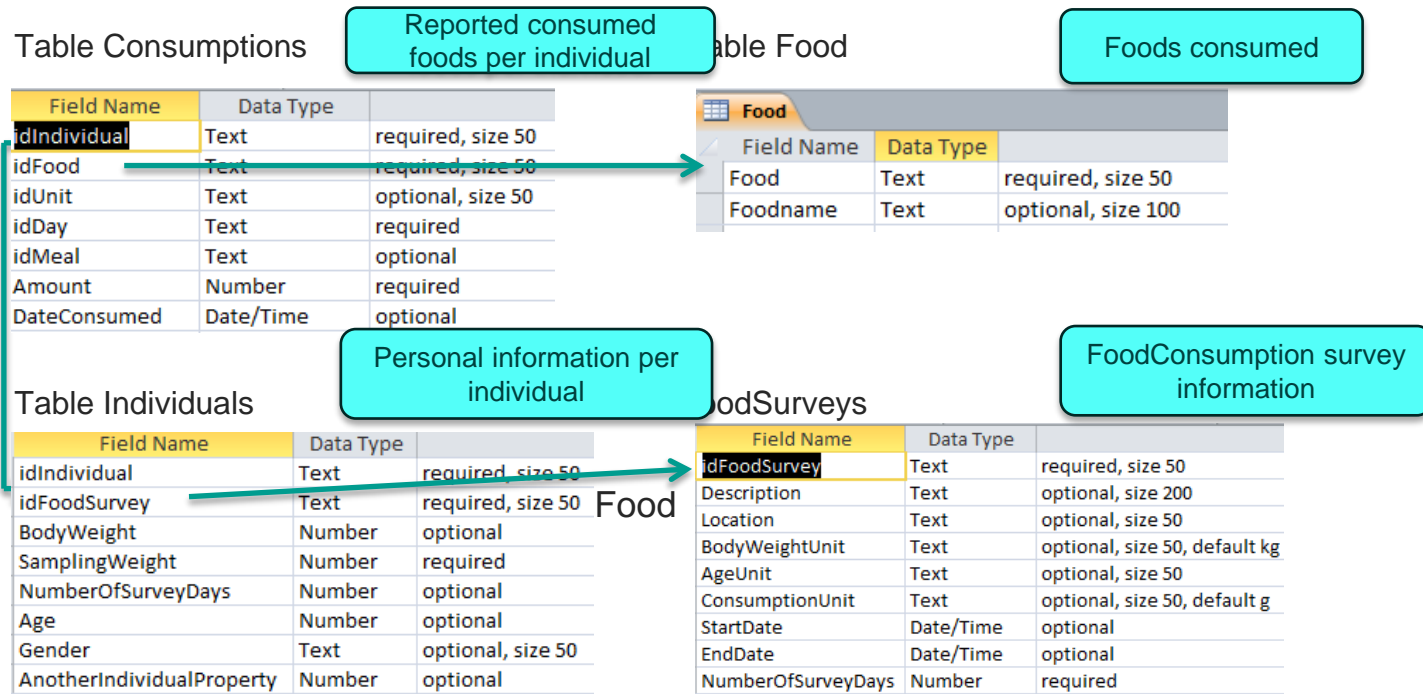 Table Consumptions
Reported consumed
foods per individual
able Food
Foods consumed
Field Name Data Type
idIndividual Text required, size 50
idFood Text required, size 50
idUnit Text optional, size 50
idDay Text required
idMeal Text optional
Amount Number required
DateConsumed Date/Time optional
Food
Field Name Data Type
Food Text required, size 50
Foodname Text optional, size 100
Personal information per
individual
FoodConsumption survey
information
Table Individuals
oodSurveys
Field Name Data Type
idIndividual Text required, size 50
idFoodSurvey Text required, size 50
BodyWeight Number optional
SamplingWeight Number required
NumberOfSurveyDays Number optional
Age Number optional
Gender Text optional, size 50
AnotherIndividualProperty Number optional
Food
Field Name Data Type
idFoodSurvey Text required, size 50
Description Text optional, size 200
Location Text optional, size 50
BodyWeightUnit Text optional, size 50, default kg
AgeUnit Text optional, size 50
ConsumptionUnit Text optional, size 50, default g
StartDate Date/Time optional
EndDate Date/Time optional
NumberOfSurveyDays Number required